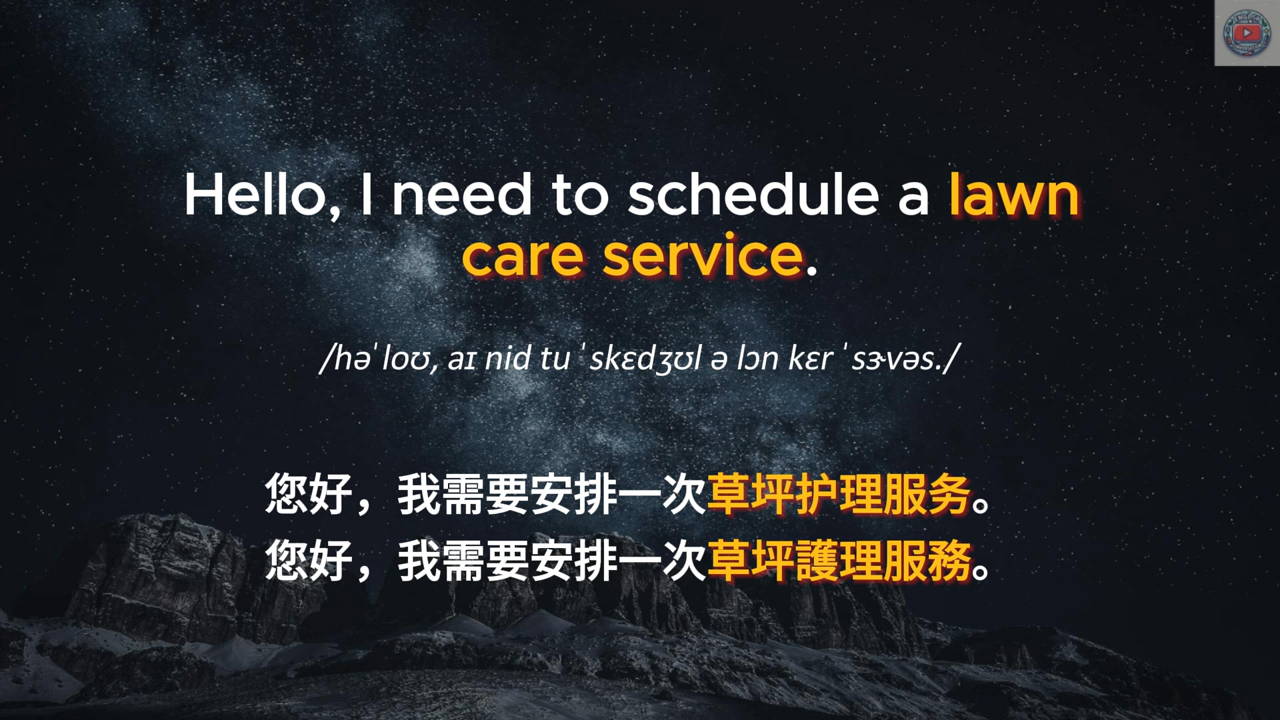 Hello, I need to schedule a lawn
care service.
/həˈloʊ, aɪ nid tu ˈskɛdʒʊl ə lɔn kɛr ˈsɝvəs./
您好，我需要安排一次草坪护理服务。
您好，我需要安排一次草坪護理服務。